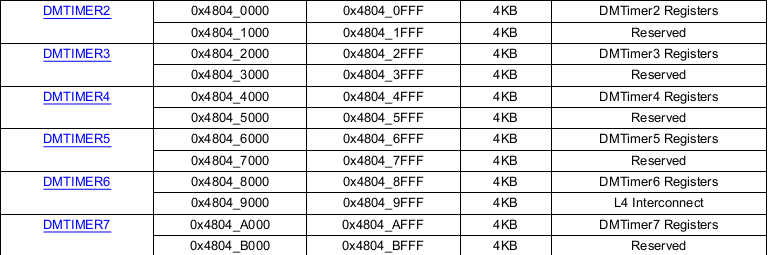 DMTIMER2 0x4804_0000 0x4804_0FFF 4KB DMTimer2 Registers
0x4804_1000 0x4804_1FFF 4KB Reserved
DMTIMER3 0x4804_2000 0x4804_2FFF 4KB DMTimer3 Registers
0x4804_3000 0x4804_3FFF 4KB Reserved
DMTIMER4 0x4804_4000 0x4804_4FFF 4KB DMTimer4 Registers
0x4804_5000 0x4804_5FFF 4KB Reserved
DMTIMER5 0x4804_6000 0x4804_6FFF 4KB DMTimer5 Registers
0x4804_7000 0x4804_7FFF 4KB Reserved
DMTIMER6 0x4804_8000 0x4804_8FFF 4KB DMTimer6 Registers
0x4804_9000 0x4804_9FFF 4KB L4 Interconnect
DMTIMER7 0x4804_A000 0x4804_AFFF 4KB DMTimer7 Registers
0x4804_B000 0x4804_BFFF 4KB Reserved